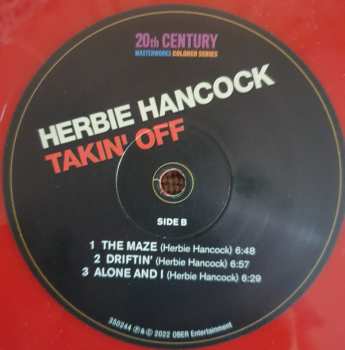 20th CENTURY
MASTERWORKS COLORED SERIES
HERBIE HANCOCK
TAKIN' OFF
SIDE B
1 THE MAZE (Herbie Hancock) 6:48
2 DRIFTIN' (Herbie Hancock) 6:57
3 ALONE AND I (Herbie Hancock) 6:29
350244 ℗ & © 2022 OBER Entertainment